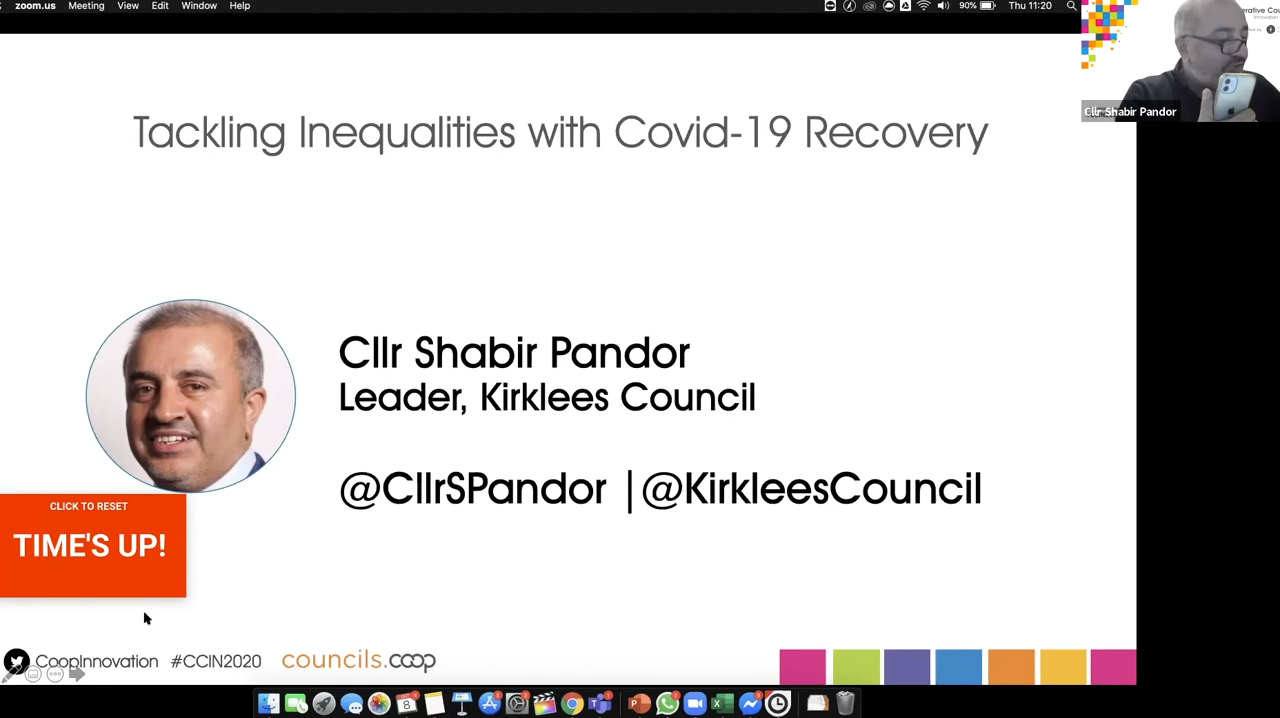 zoom.us Meeting View Edit Window Help 90% Thu 11:20
Cllr Shabir Pandor
Tackling Inequalities with Covid-19 Recovery
Cllr Shabir Pandor
Leader, Kirklees Council
@CllrSPandor |@KirkleesCouncil
CLICK TO RESET
TIME'S UP!
CoopInnovation #CCIN2020 councils.coop
8